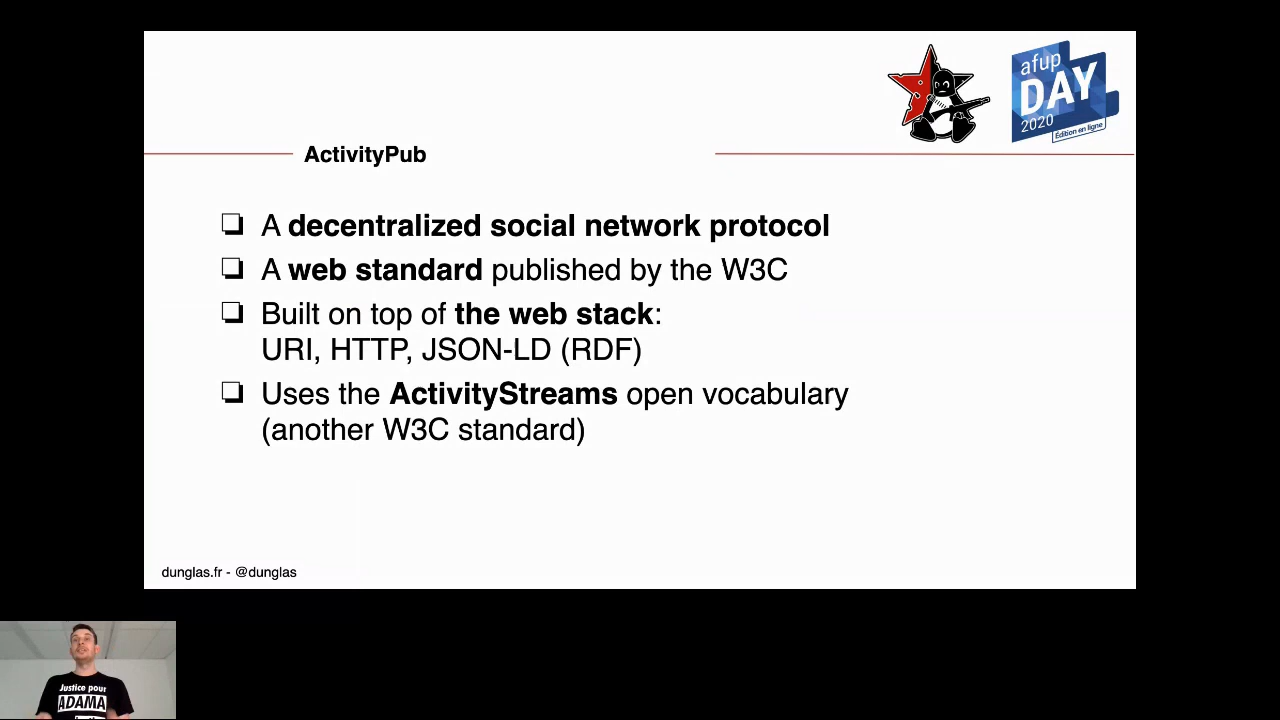 afup
DAY
2020
Édition en ligne
ActivityPub
A decentralized social network protocol
A web standard published by the W3C
Built on top of the web stack:
URI, HTTP, JSON-LD (RDF)
Uses the ActivityStreams open vocabulary
(another W3C standard)
dunglas.fr - @dunglas
Justice pour
ADAMA